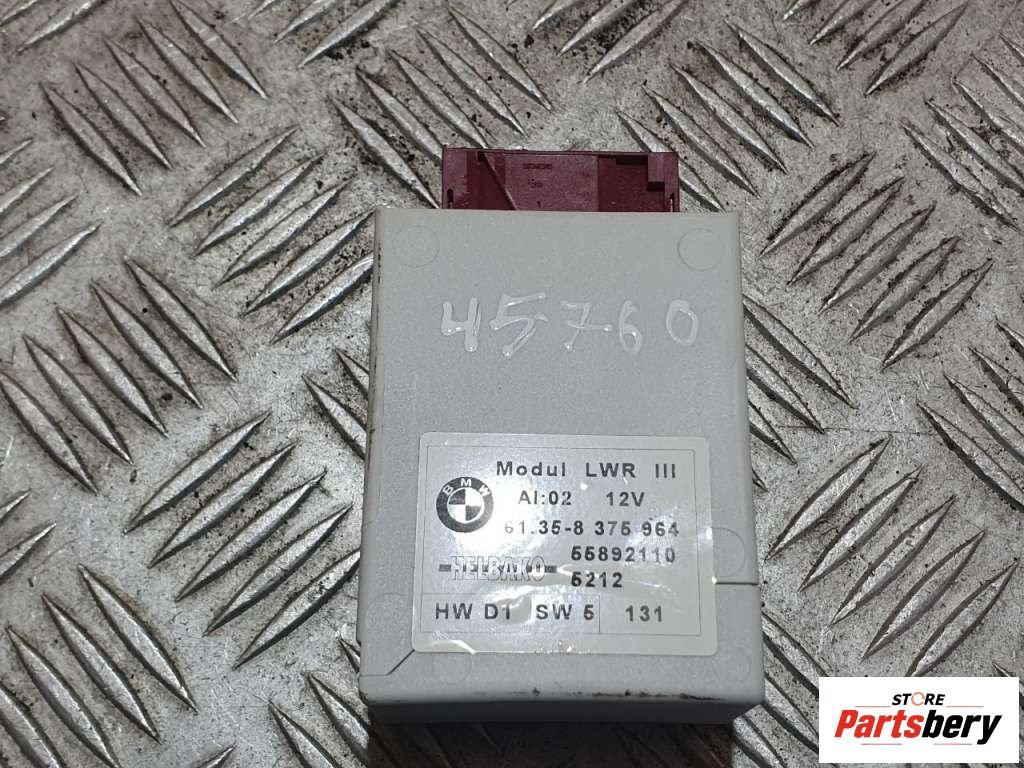 45760
Modul LWR III
BMW
AI:02 12V
61.35-8 375 964
55892110
HELBAKO
5212
HW D1 SW 5 131
STORE
Partsbery